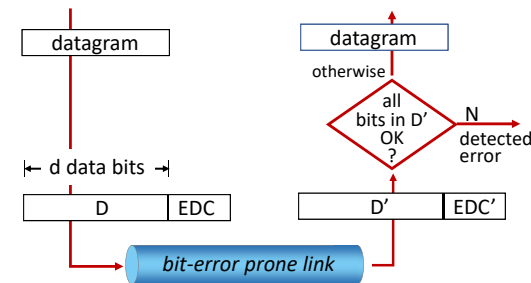 datagram
d data bits
D
EDC
bit-error prone link
datagram
otherwise
all
bits in D’
OK
?
N
detected
error
D’
EDC’